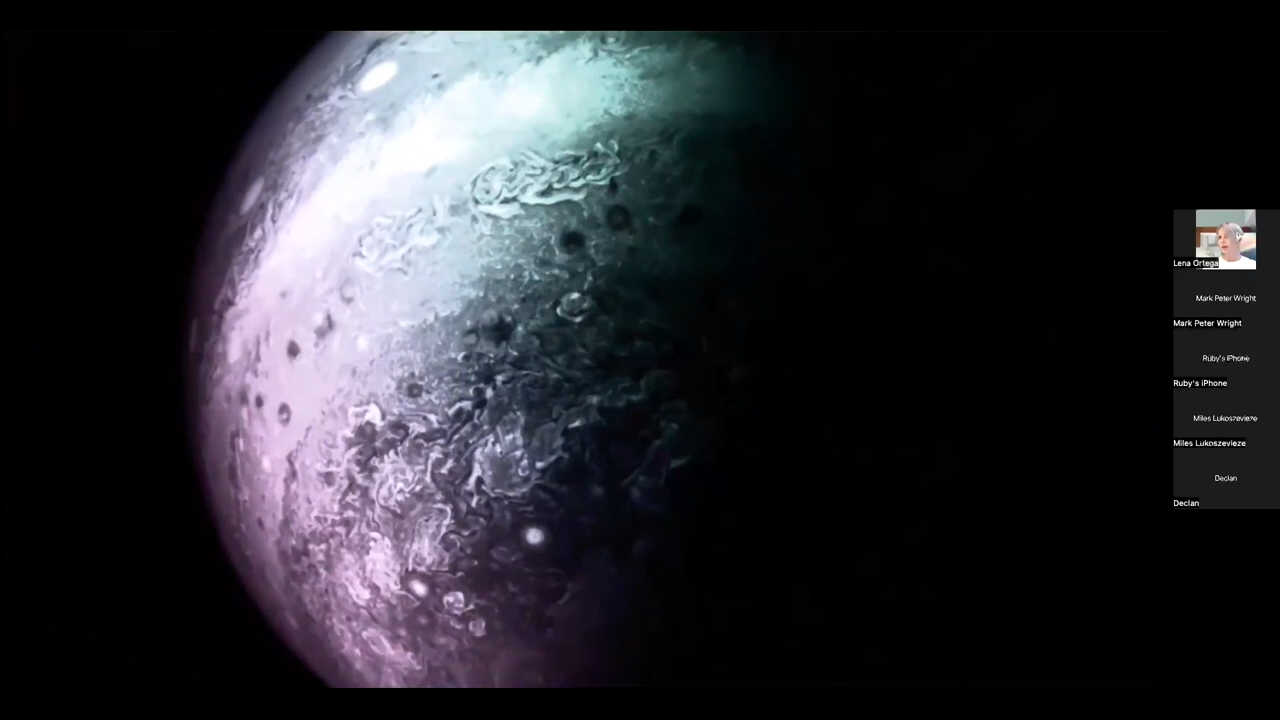 Lena Ortega
Mark Peter Wright
Mark Peter Wright
Ruby's iPhone
Ruby's iPhone
Miles Lukoszevieze
Miles Lukoszevieze
Declan
Declan